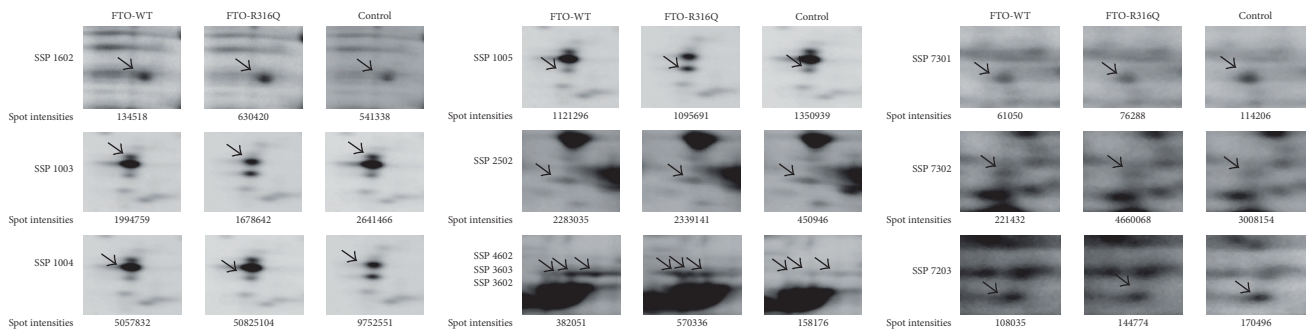 FTO-WT FTO-R316Q Control
SSP 1602
Spot intensities 134518 630420 541338
SSP 1003
Spot intensities 1994759 1678642 2641466
SSP 1004
Spot intensities 5057832 50825104 9752551
FTO-WT FTO-R316Q Control
SSP 1005
Spot intensities 1121296 1095691 1350939
SSP 2502
Spot intensities 2283035 2339141 450946
SSP 4602
SSP 3603
SSP 3602
Spot intensities 382051 570336 158176
FTO-WT FTO-R316Q Control
SSP 7301
Spot intensities 61050 76288 114206
SSP 7302
Spot intensities 221432 4660068 3008154
SSP 7203
Spot intensities 108035 144774 170496